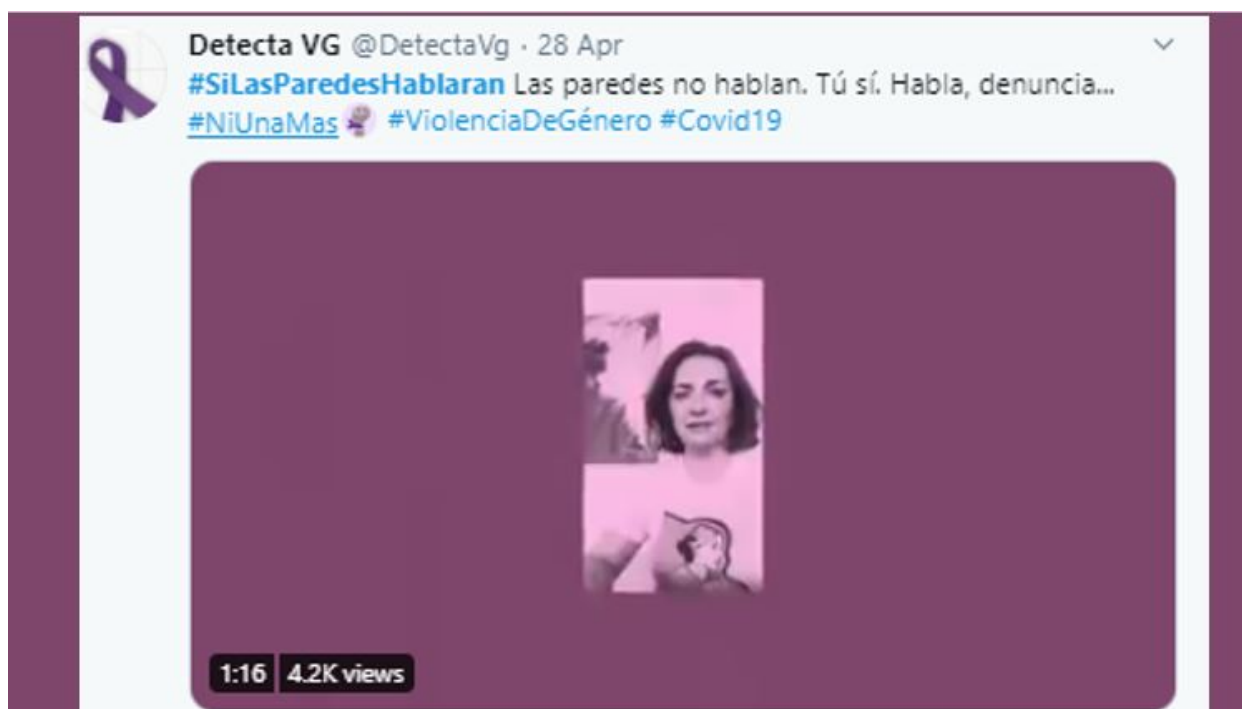 Detecta VG @DetectaVg · 28 Apr
#SiLasParedesHablaran Las paredes no hablan. Tú sí. Habla, denuncia...
#NiUnaMas #ViolenciaDeGénero #Covid19
1:16 4.2K views